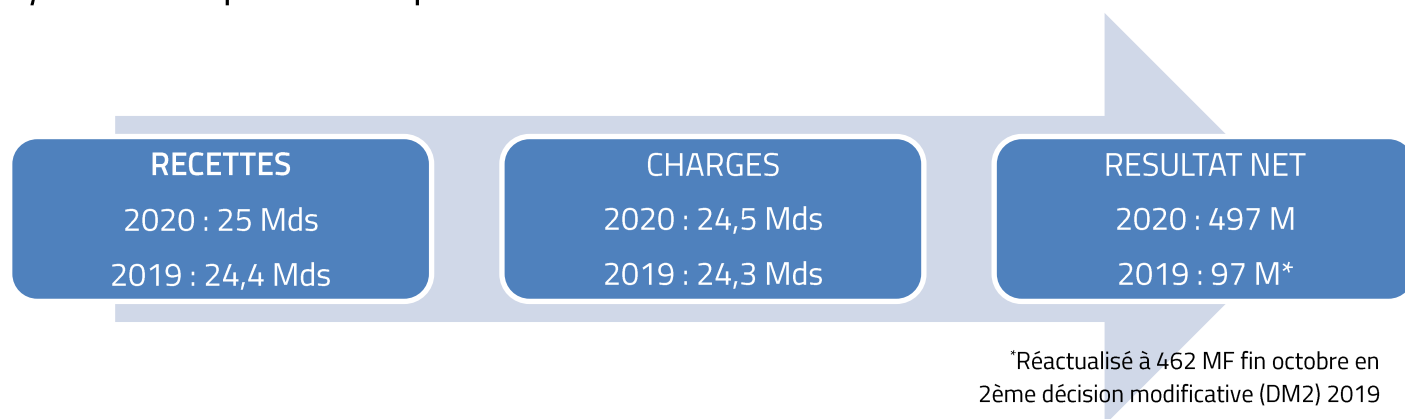 RECETTES
2020 : 25 Mds
2019 : 24,4 Mds
CHARGES
2020 : 24,5 Mds
2019 : 24,3 Mds
RESULTAT NET
2020 : 497 M
2019 : 97 M*
*Réactualisé à 462 MF fin octobre en
2ème décision modificative (DM2) 2019